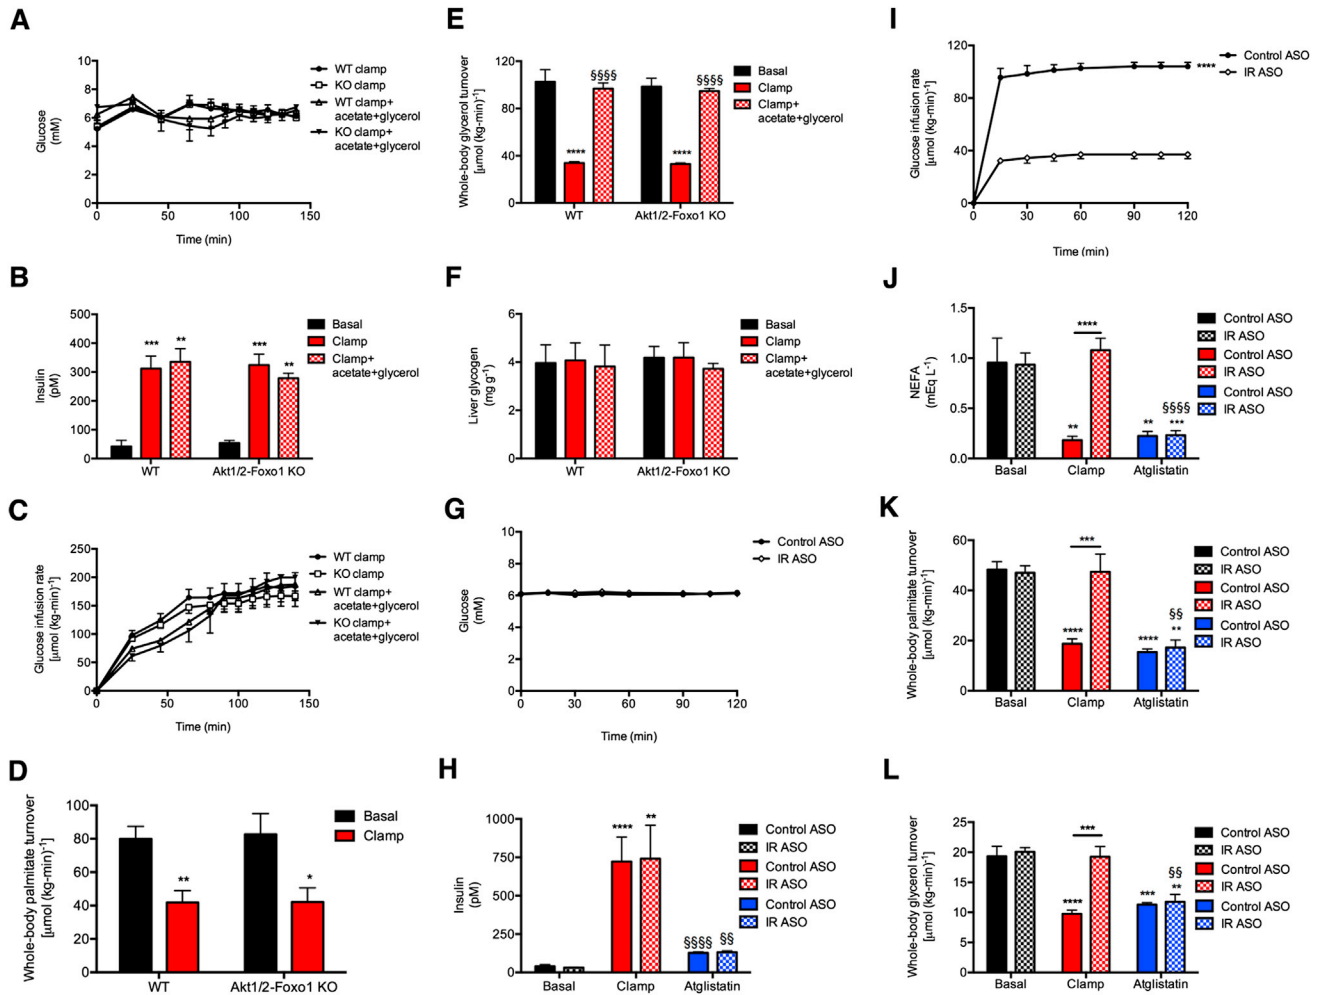 A
Glucose
(mM)
10
8
6
4
2
0
0 50 100 150
Time (min)
WT clamp
KO clamp
WT clamp+
acetate+glycerol
KO clamp+
acetate+glycerol
B
Insulin
(pM)
500
400
300
200
100
0
*** ** *** **
WT Akt1/2-Foxo1 KO
Basal
Clamp
Clamp+
acetate+glycerol
C
Glucose infusion rate
[µmol (kg-min)⁻¹]
250
200
150
100
50
0
0 50 100 150
Time (min)
WT clamp
KO clamp
WT clamp+
acetate+glycerol
KO clamp+
acetate+glycerol
D
Whole-body palmitate turnover
[µmol (kg-min)⁻¹]
100
80
60
40
20
0
** *
WT Akt1/2-Foxo1 KO
Basal
Clamp
E
Whole-body glycerol turnover
[µmol (kg-min)⁻¹]
120
80
40
0
**** §§§§ **** §§§§
WT Akt1/2-Foxo1 KO
Basal
Clamp
Clamp+
acetate+glycerol
F
Liver glycogen
(mg g⁻¹)
6
4
2
0
WT Akt1/2-Foxo1 KO
Basal
Clamp
Clamp+
acetate+glycerol
G
Glucose
(mM)
10
8
6
4
2
0
0 30 60 90 120
Time (min)
Control ASO
IR ASO
H
Insulin
(pM)
1000
750
500
250
0
**** ** §§§§ §§
Basal Clamp Atglistatin
Control ASO
IR ASO
Control ASO
IR ASO
Control ASO
IR ASO
I
Glucose infusion rate
[µmol (kg-min)⁻¹]
120
80
40
0
0 30 60 90 120
Time (min)
****
Control ASO
IR ASO
J
NEFA
(mEq L⁻¹)
1.5
1.0
0.5
0.0
****
§§§§
** ** ***
Basal Clamp Atglistatin
Control ASO
IR ASO
Control ASO
IR ASO
Control ASO
IR ASO
K
Whole-body palmitate turnover
[µmol (kg-min)⁻¹]
60
40
20
0
***
§§
**** **** **
Basal Clamp Atglistatin
Control ASO
IR ASO
Control ASO
IR ASO
Control ASO
IR ASO
L
Whole-body glycerol turnover
[µmol (kg-min)⁻¹]
25
20
15
10
5
0
***
§§
**** *** **
Basal Clamp Atglistatin
Control ASO
IR ASO
Control ASO
IR ASO
Control ASO
IR ASO